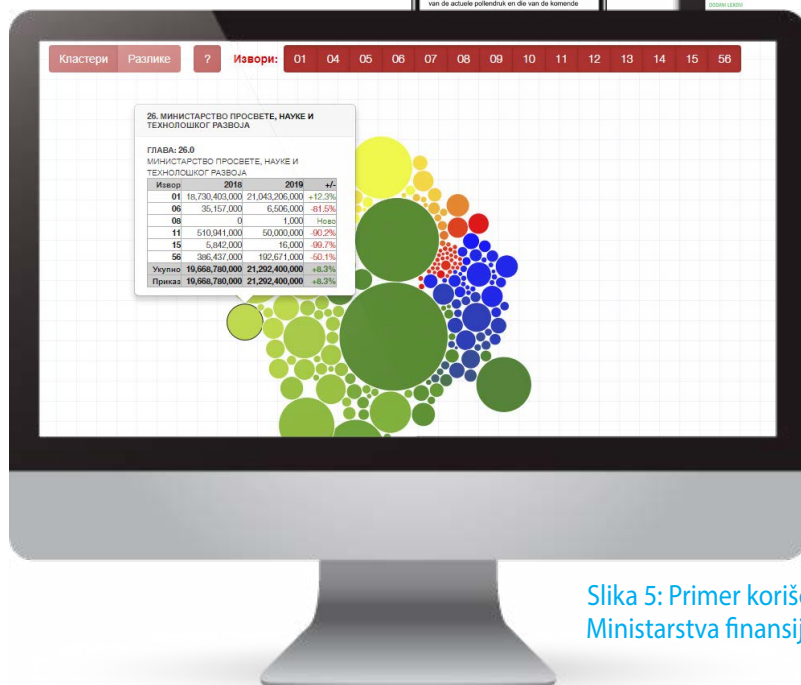 van de actuele pollendruk en die van de komende
DODAJ LEKOVI
Кластери Разлике ? Извори: 01 04 05 06 07 08 09 10 11 12 13 14 15 56
26. МИНИСТАРСТВО ПРОСВЕТЕ, НАУКЕ И
ТЕХНОЛОШКОГ РАЗВОЈА
ГЛАВА: 26.0
МИНИСТАРСТВО ПРОСВЕТЕ, НАУКЕ И
ТЕХНОЛОШКОГ РАЗВОЈА
Извор 2018 2019 +/-
01 18,730,403,000 21,043,206,000 +12.3%
06 35,157,000 6,506,000 -81.5%
08 0 1,000 Ново
11 510,941,000 50,000,000 -90.2%
15 5,842,000 16,000 -99.7%
56 386,437,000 192,671,000 -50.1%
Укупно 19,668,780,000 21,292,400,000 +8.3%
Приказ 19,668,780,000 21,292,400,000 +8.3%
Slika 5: Primer koriš
Ministarstva finansij